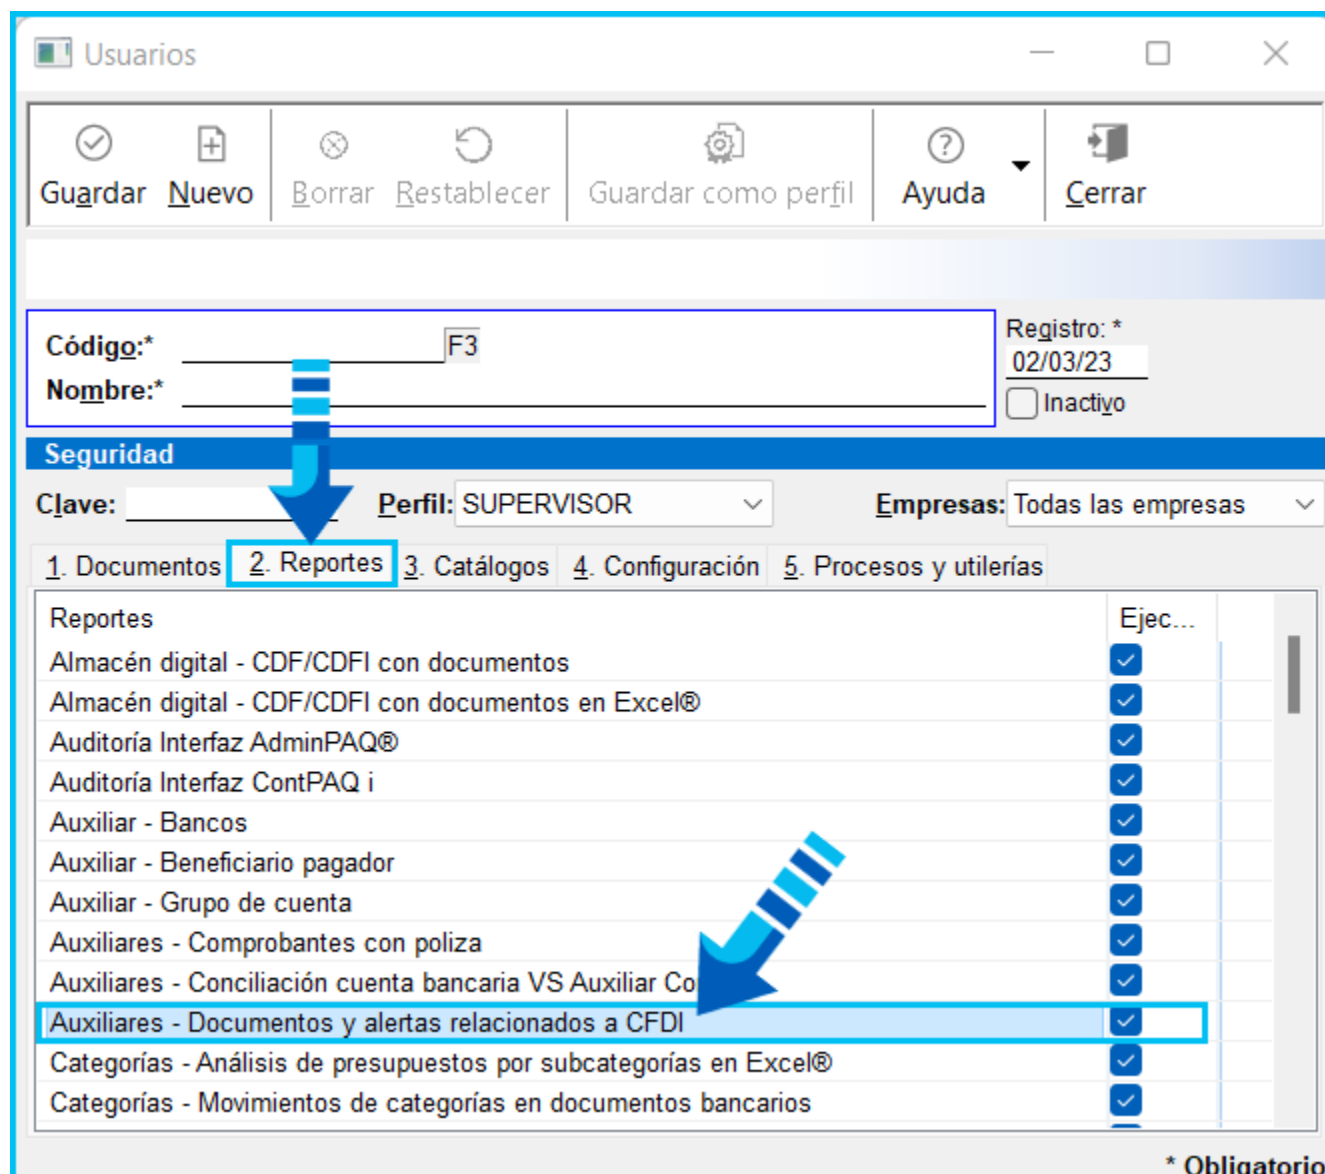 Usuarios
Guardar Nuevo Borrar Restablecer Guardar como perfil Ayuda Cerrar
Código:* F3 Registro: *
02/03/23
Nombre:*
Inactivo
Seguridad
Clave: Perfil: SUPERVISOR Empresas: Todas las empresas
1. Documentos 2. Reportes 3. Catálogos 4. Configuración 5. Procesos y utilerías
Reportes Ejec...
Almacén digital - CDF/CDFI con documentos
Almacén digital - CDF/CDFI con documentos en Excel®
Auditoría Interfaz AdminPAQ®
Auditoría Interfaz ContPAQ i
Auxiliar - Bancos
Auxiliar - Beneficiario pagador
Auxiliar - Grupo de cuenta
Auxiliares - Comprobantes con poliza
Auxiliares - Conciliación cuenta bancaria VS Auxiliar
Auxiliares - Documentos y alertas relacionados a CFDI
Categorías - Análisis de presupuestos por subcategorías en Excel®
Categorías - Movimientos de categorías en documentos bancarios
* Obligatorio